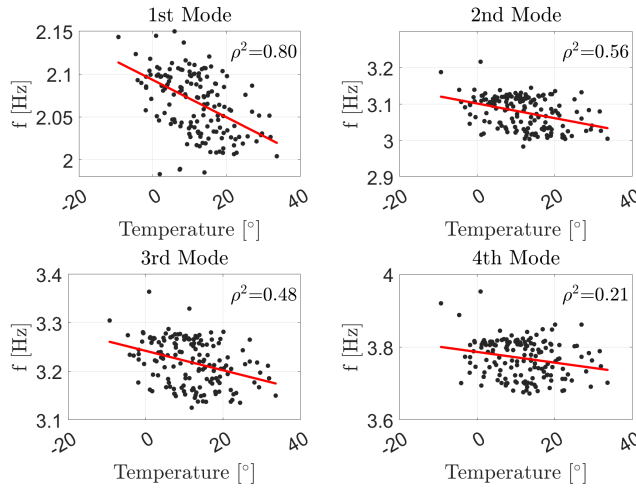 1st Mode
2.15
2.1
2.05
2
f [Hz]
ρ²=0.80
-20
0
20
40
Temperature [°]
2nd Mode
3.2
3.1
3
2.9
f [Hz]
ρ²=0.56
-20
0
20
40
Temperature [°]
3rd Mode
3.4
3.3
3.2
3.1
f [Hz]
ρ²=0.48
-20
0
20
40
Temperature [°]
4th Mode
4
3.8
3.6
f [Hz]
ρ²=0.21
-20
0
20
40
Temperature [°]